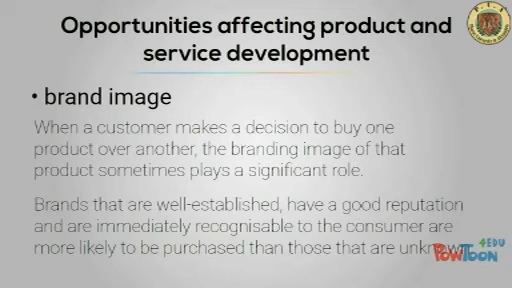 Opportunities affecting product and
service development
• brand image
When a customer makes a decision to buy one
product over another, the branding image of that
product sometimes plays a significant role.
Brands that are well-established, have a good reputation
and are immediately recognisable to the consumer are
more likely to be purchased than those that are unknown
4EDU
POWTOON